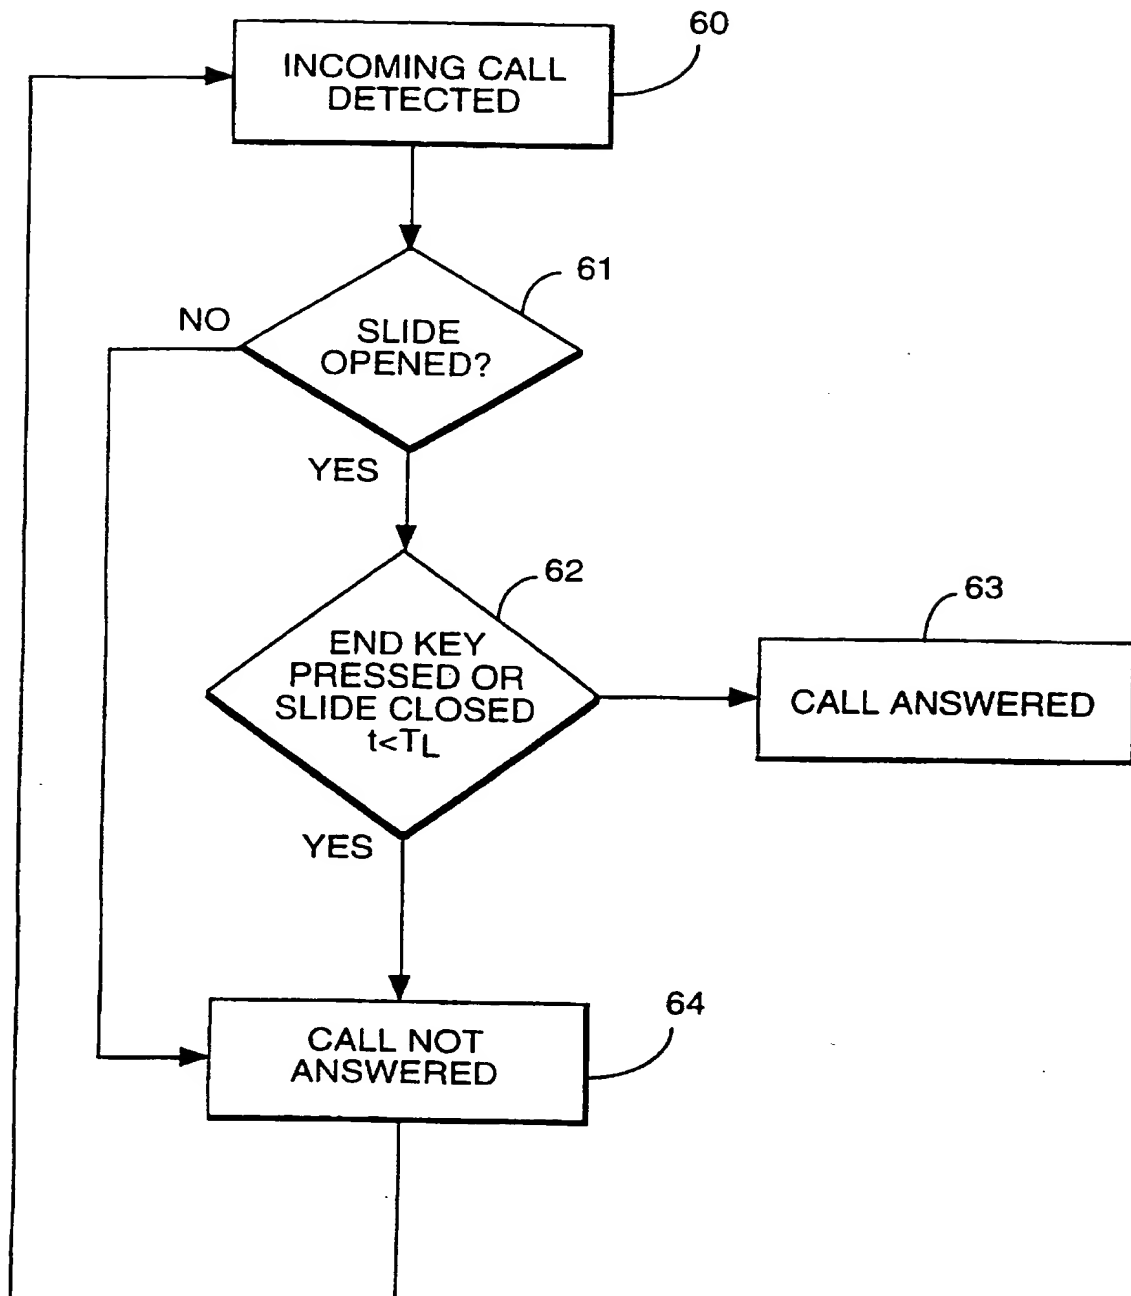 60
INCOMING CALL
DETECTED
61
NO
SLIDE
OPENED?
YES
62
END KEY
PRESSED OR
SLIDE CLOSED
t<TL
63
CALL ANSWERED
YES
64
CALL NOT
ANSWERED